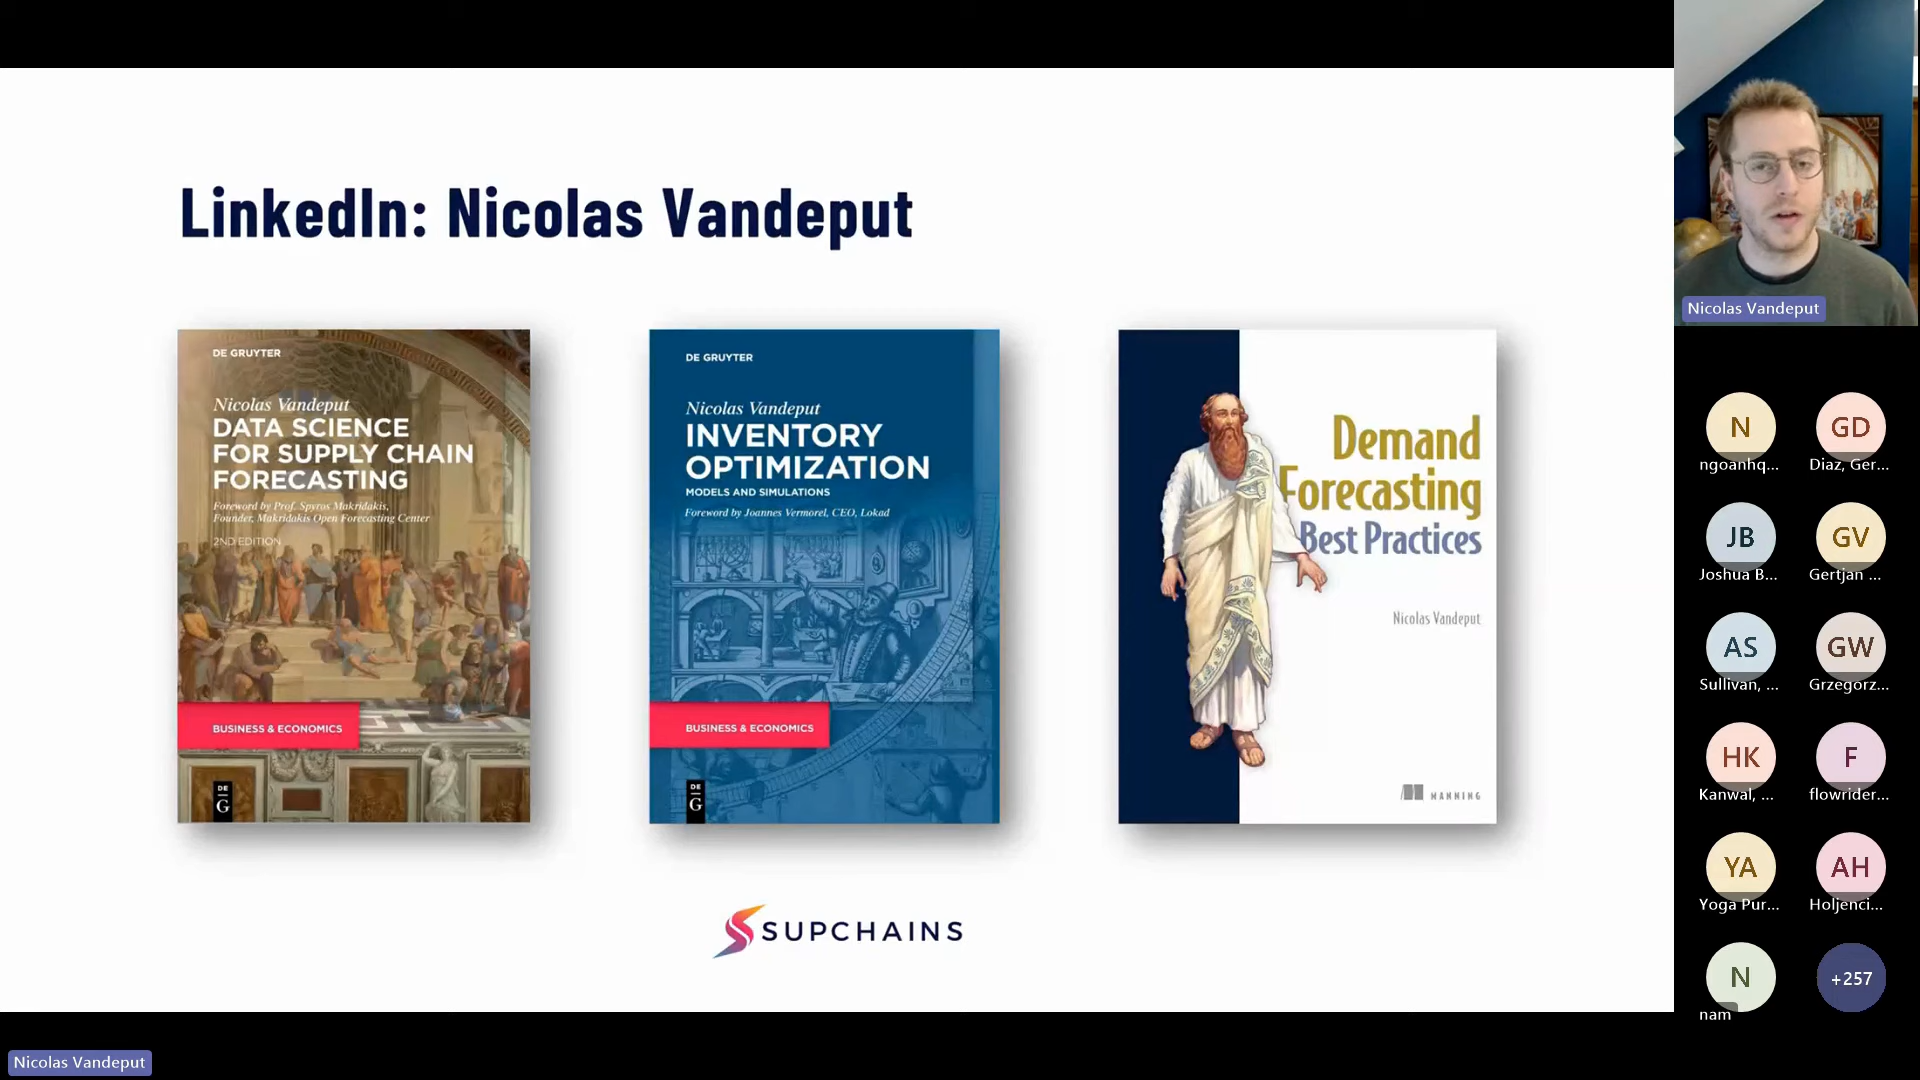 LinkedIn: Nicolas Vandeput
DE GRUYTER
Nicolas Vandeput
DATA SCIENCE
FOR SUPPLY CHAIN
FORECASTING
Foreword by Prof. Spyros Makridakis,
Founder, Makridakis Open Forecasting Center
2ND EDITION
BUSINESS & ECONOMICS
DE
G
DE GRUYTER
Nicolas Vandeput
INVENTORY
OPTIMIZATION
MODELS AND SIMULATIONS
Foreword by Joannes Vermorel, CEO, Lokad
BUSINESS & ECONOMICS
DE
G
Demand
Forecasting
Best Practices
Nicolas Vandeput
MANNING
SUPCHAINS
Nicolas Vandeput
Nicolas Vandeput
N
ngoanhq...
GD
Diaz, Ger...
JB
Joshua B...
GV
Gertjan ...
AS
Sullivan, ...
GW
Grzegorz...
HK
Kanwal, ...
F
flowrider...
YA
Yoga Pur...
AH
Holjenci...
N
nam
+257